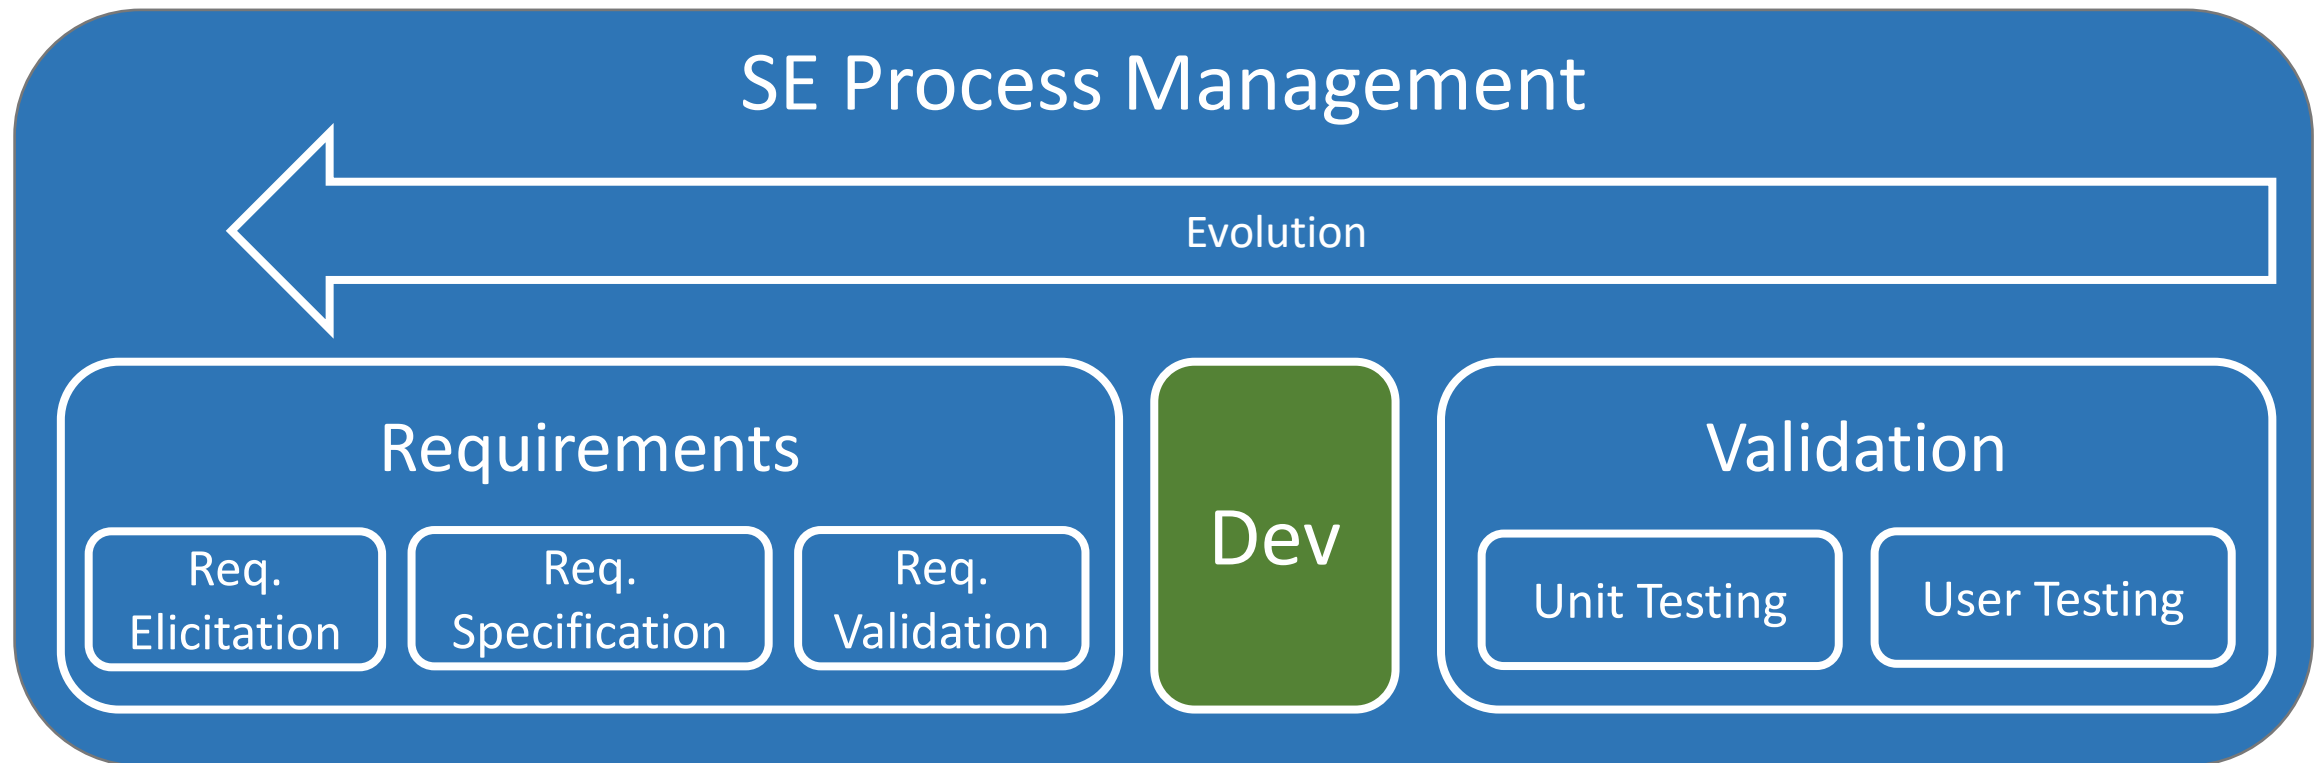 SE Process Management
Evolution
Requirements
Req.
Elicitation
Req.
Specification
Req.
Validation
Dev
Validation
Unit Testing
User Testing